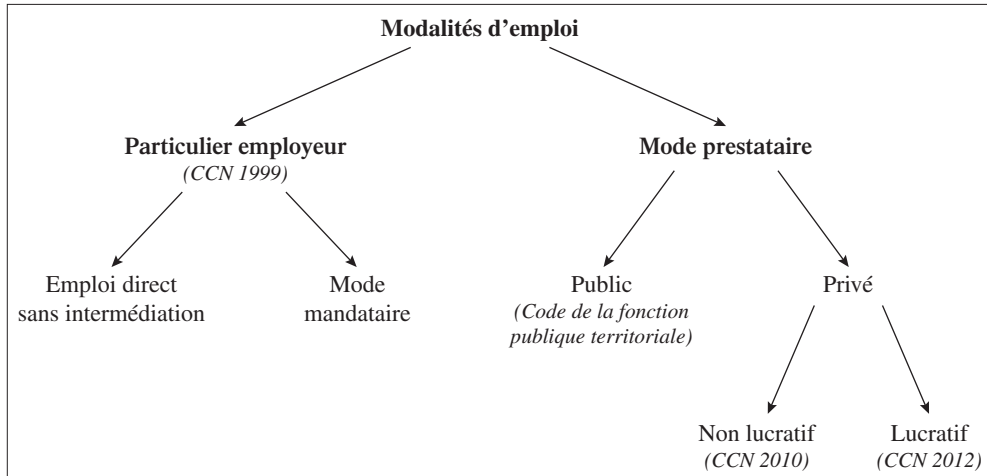 Modalités d’emploi
Particulier employeur
(CCN 1999)
Mode prestataire
Emploi direct
sans intermédiation
Mode
mandataire
Public
(Code de la fonction
publique territoriale)
Privé
Non lucratif
(CCN 2010)
Lucratif
(CCN 2012)